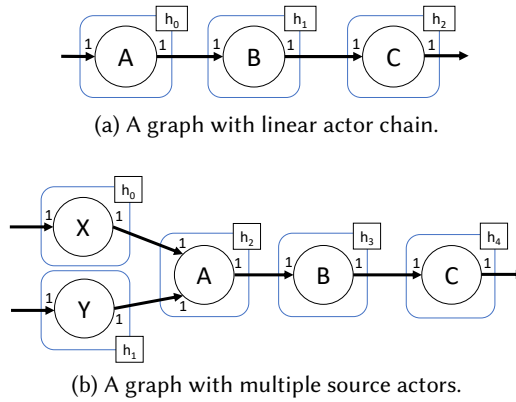 h₀ h₁ h₂
1 A 1 1 B 1 1 C 1
(a) A graph with linear actor chain.
h₀
1 X 1
h₂ h₃ h₄
1 A 1 1 B 1 1 C 1
1
1 Y 1
h₁
(b) A graph with multiple source actors.